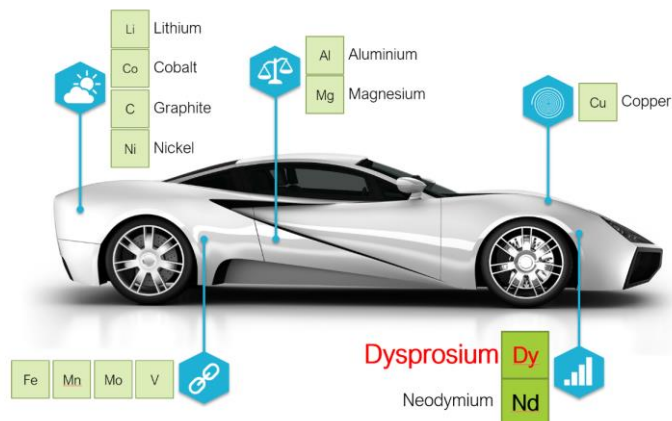 Li Lithium
Co Cobalt
C Graphite
Ni Nickel
Al Aluminium
Mg Magnesium
Cu Copper
Fe Mn Mo V
Dysprosium Dy
Neodymium Nd